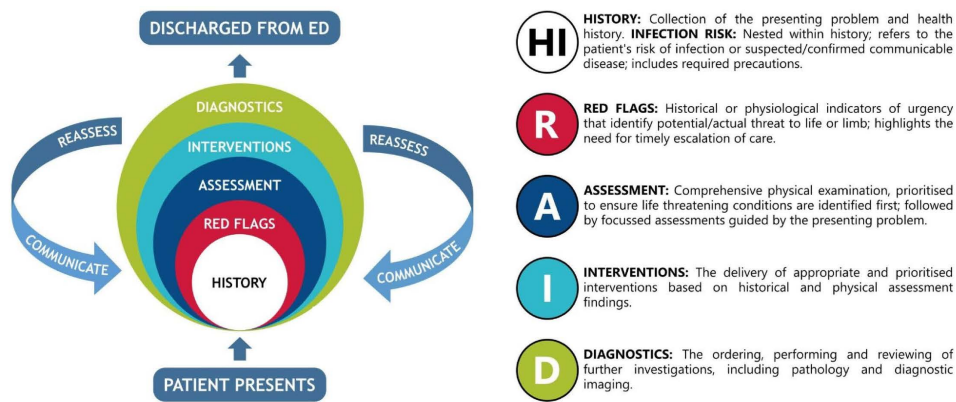 DISCHARGED FROM ED
DIAGNOSTICS
INTERVENTIONS
ASSESSMENT
RED FLAGS
HISTORY
REASSESS
COMMUNICATE
REASSESS
COMMUNICATE
PATIENT PRESENTS
HI
HISTORY: Collection of the presenting problem and health
history. INFECTION RISK: Nested within history; refers to the
patient's risk of infection or suspected/confirmed communicable
disease; includes required precautions.
R
RED FLAGS: Historical or physiological indicators of urgency
that identify potential/actual threat to life or limb; highlights the
need for timely escalation of care.
A
ASSESSMENT: Comprehensive physical examination, prioritised
to ensure life threatening conditions are identified first; followed
by focussed assessments guided by the presenting problem.
I
INTERVENTIONS: The delivery of appropriate and prioritised
interventions based on historical and physical assessment
findings.
D
DIAGNOSTICS: The ordering, performing and reviewing of
further investigations, including pathology and diagnostic
imaging.